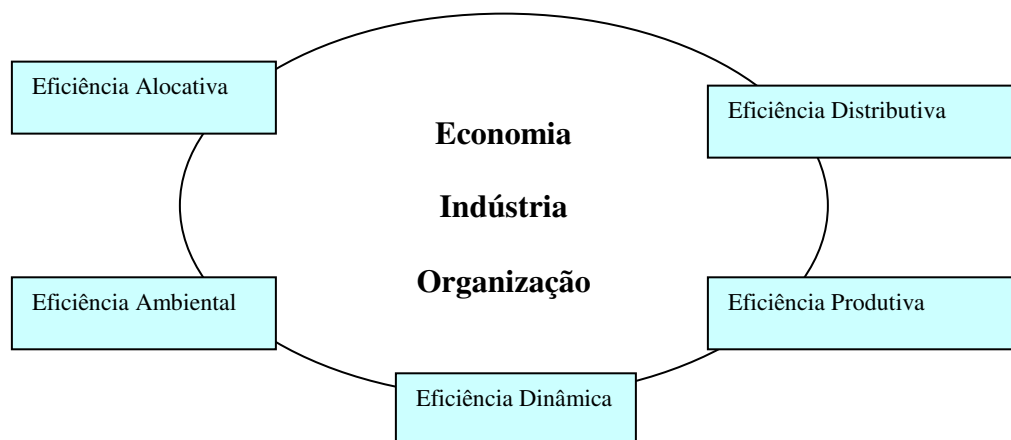 Eficiência Alocativa
Eficiência Distributiva
Economia
Indústria
Organização
Eficiência Ambiental
Eficiência Produtiva
Eficiência Dinâmica